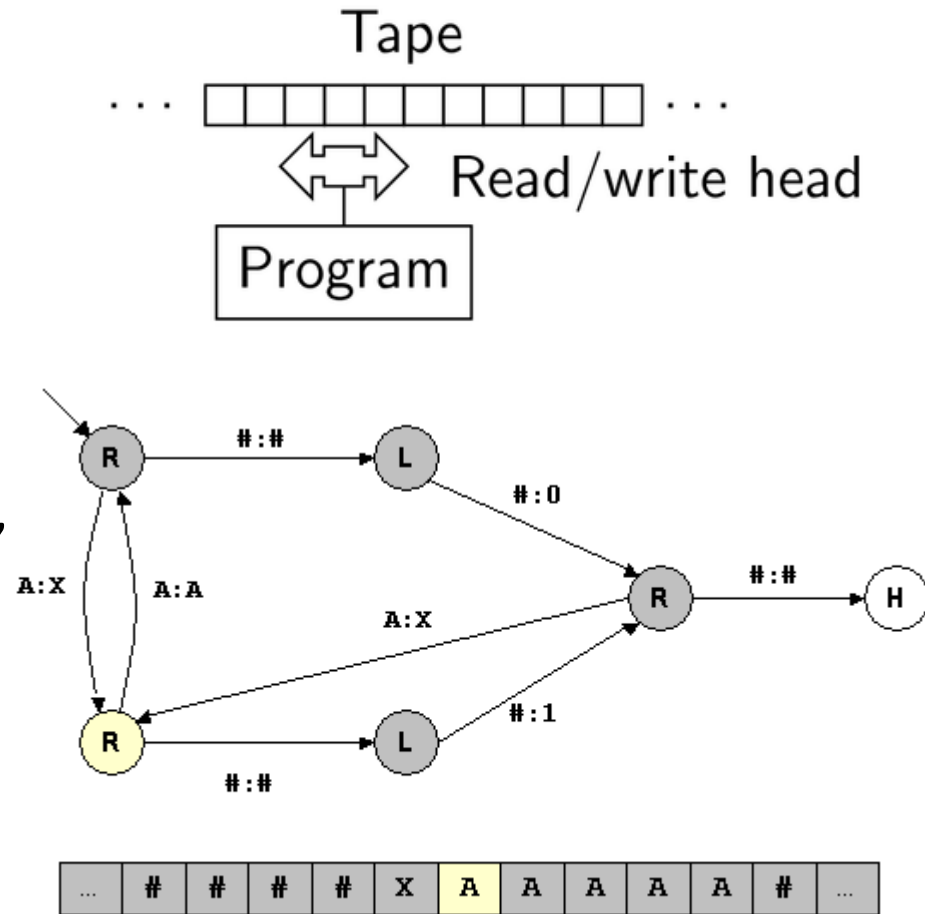 Tape
... ...
Read/write head
Program
R #:# L
,
#:0
A:X A:A R #:# H
A:X
R #:# L #:1
... # # # # X A A A A A # ...